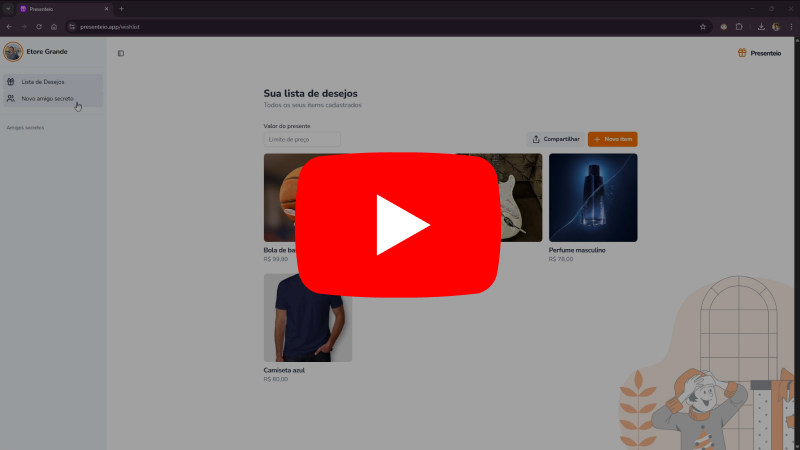 Presenteio
presenteio.app/wishlist
Etore Grande
Presenteio
Lista de Desejos
Novo amigo secreto
Amigos secretos
Sua lista de desejos
Todos os seus items cadastrados
Valor do presente
Limite de preço
Compartilhar
Novo item
Bola de ba
R$ 99,90
Perfume masculino
R$ 78,00
Camiseta azul
R$ 80,00